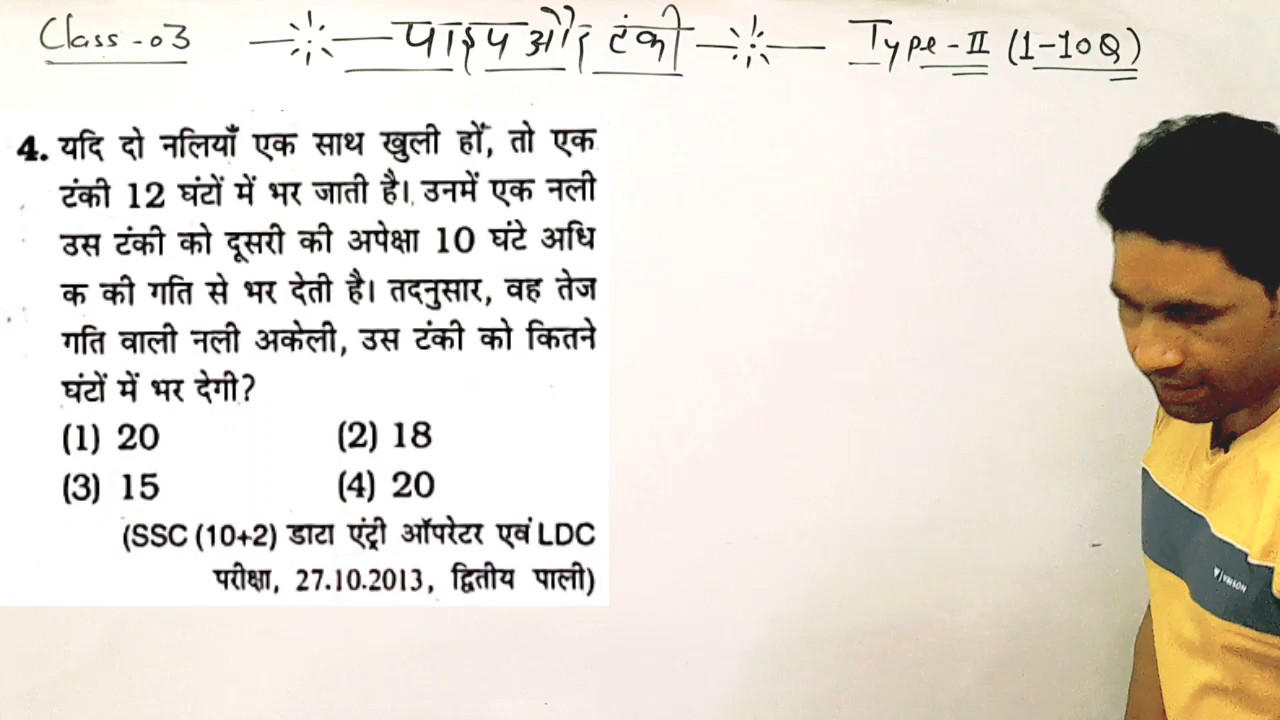 Class-03 पाइप और टंकी Type-II (1-10Q)
4. यदि दो नलियाँ एक साथ खुली हों, तो एक
टंकी 12 घंटों में भर जाती है। उनमें एक नली
उस टंकी को दूसरी की अपेक्षा 10 घंटे अधि
क की गति से भर देती है। तदनुसार, वह तेज
गति वाली नली अकेली, उस टंकी को कितने
घंटों में भर देगी?
(1) 20 (2) 18
(3) 15 (4) 20
(SSC (10+2) डाटा एंट्री ऑपरेटर एवं LDC
परीक्षा, 27.10.2013, द्वितीय पाली)